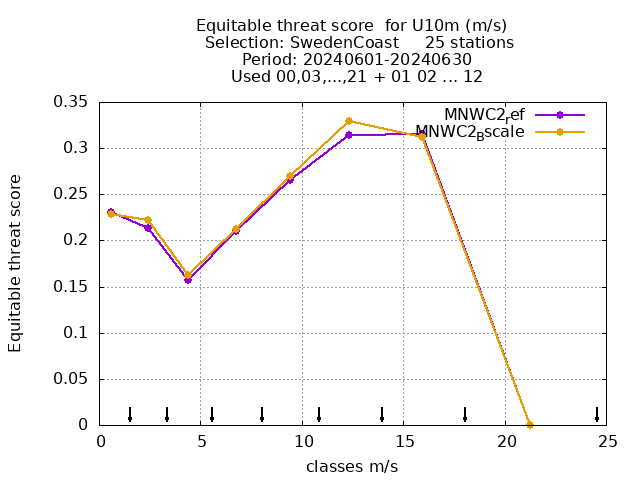 Equitable threat score for U10m (m/s)
Selection: SwedenCoast 25 stations
Period: 20240601-20240630
Used 00,03,...,21 + 01 02 ... 12
MNWC2ref
MNWC2Bscale
0.35
0.3
0.25
0.2
0.15
0.1
0.05
0
Equitable threat score
0 5 10 15 20 25
classes m/s